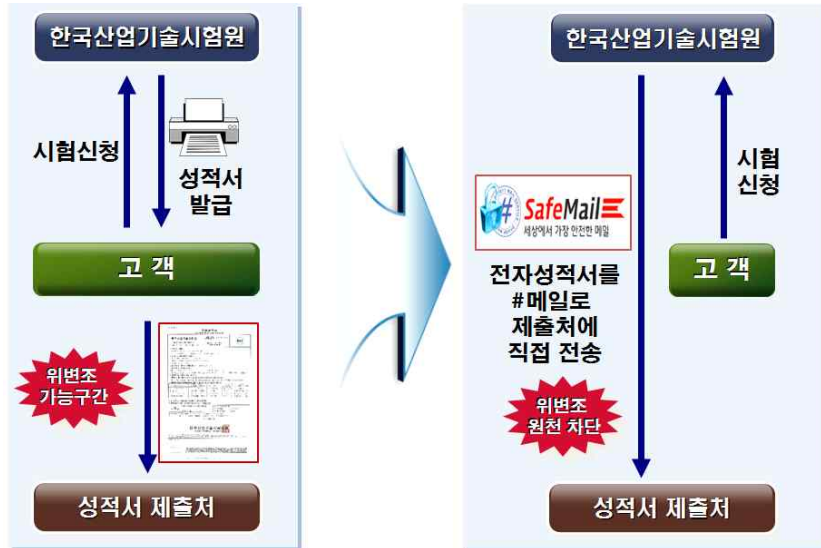 한국산업기술시험원
시험신청
성적서
발급
고 객
위변조
가능구간
성적서 제출처
한국산업기술시험원
시험
신청
# SafeMail
세상에서 가장 안전한 메일
고 객
전자성적서를
#메일로
제출처에
직접 전송
위변조
원천 차단
성적서 제출처